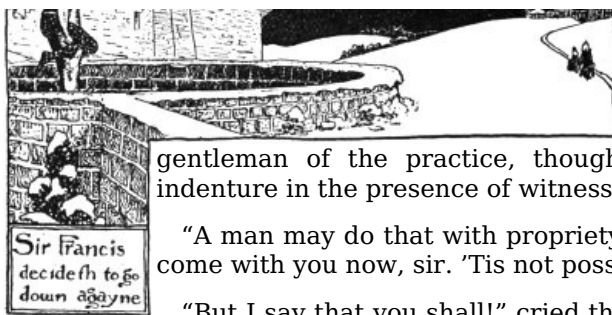 Sir Francis
decideth to go
down agayne
gentleman of the practice, though
indenture in the presence of witness
“A man may do that with propriety
come with you now, sir. ’Tis not poss
“But I say that you shall!” cried th